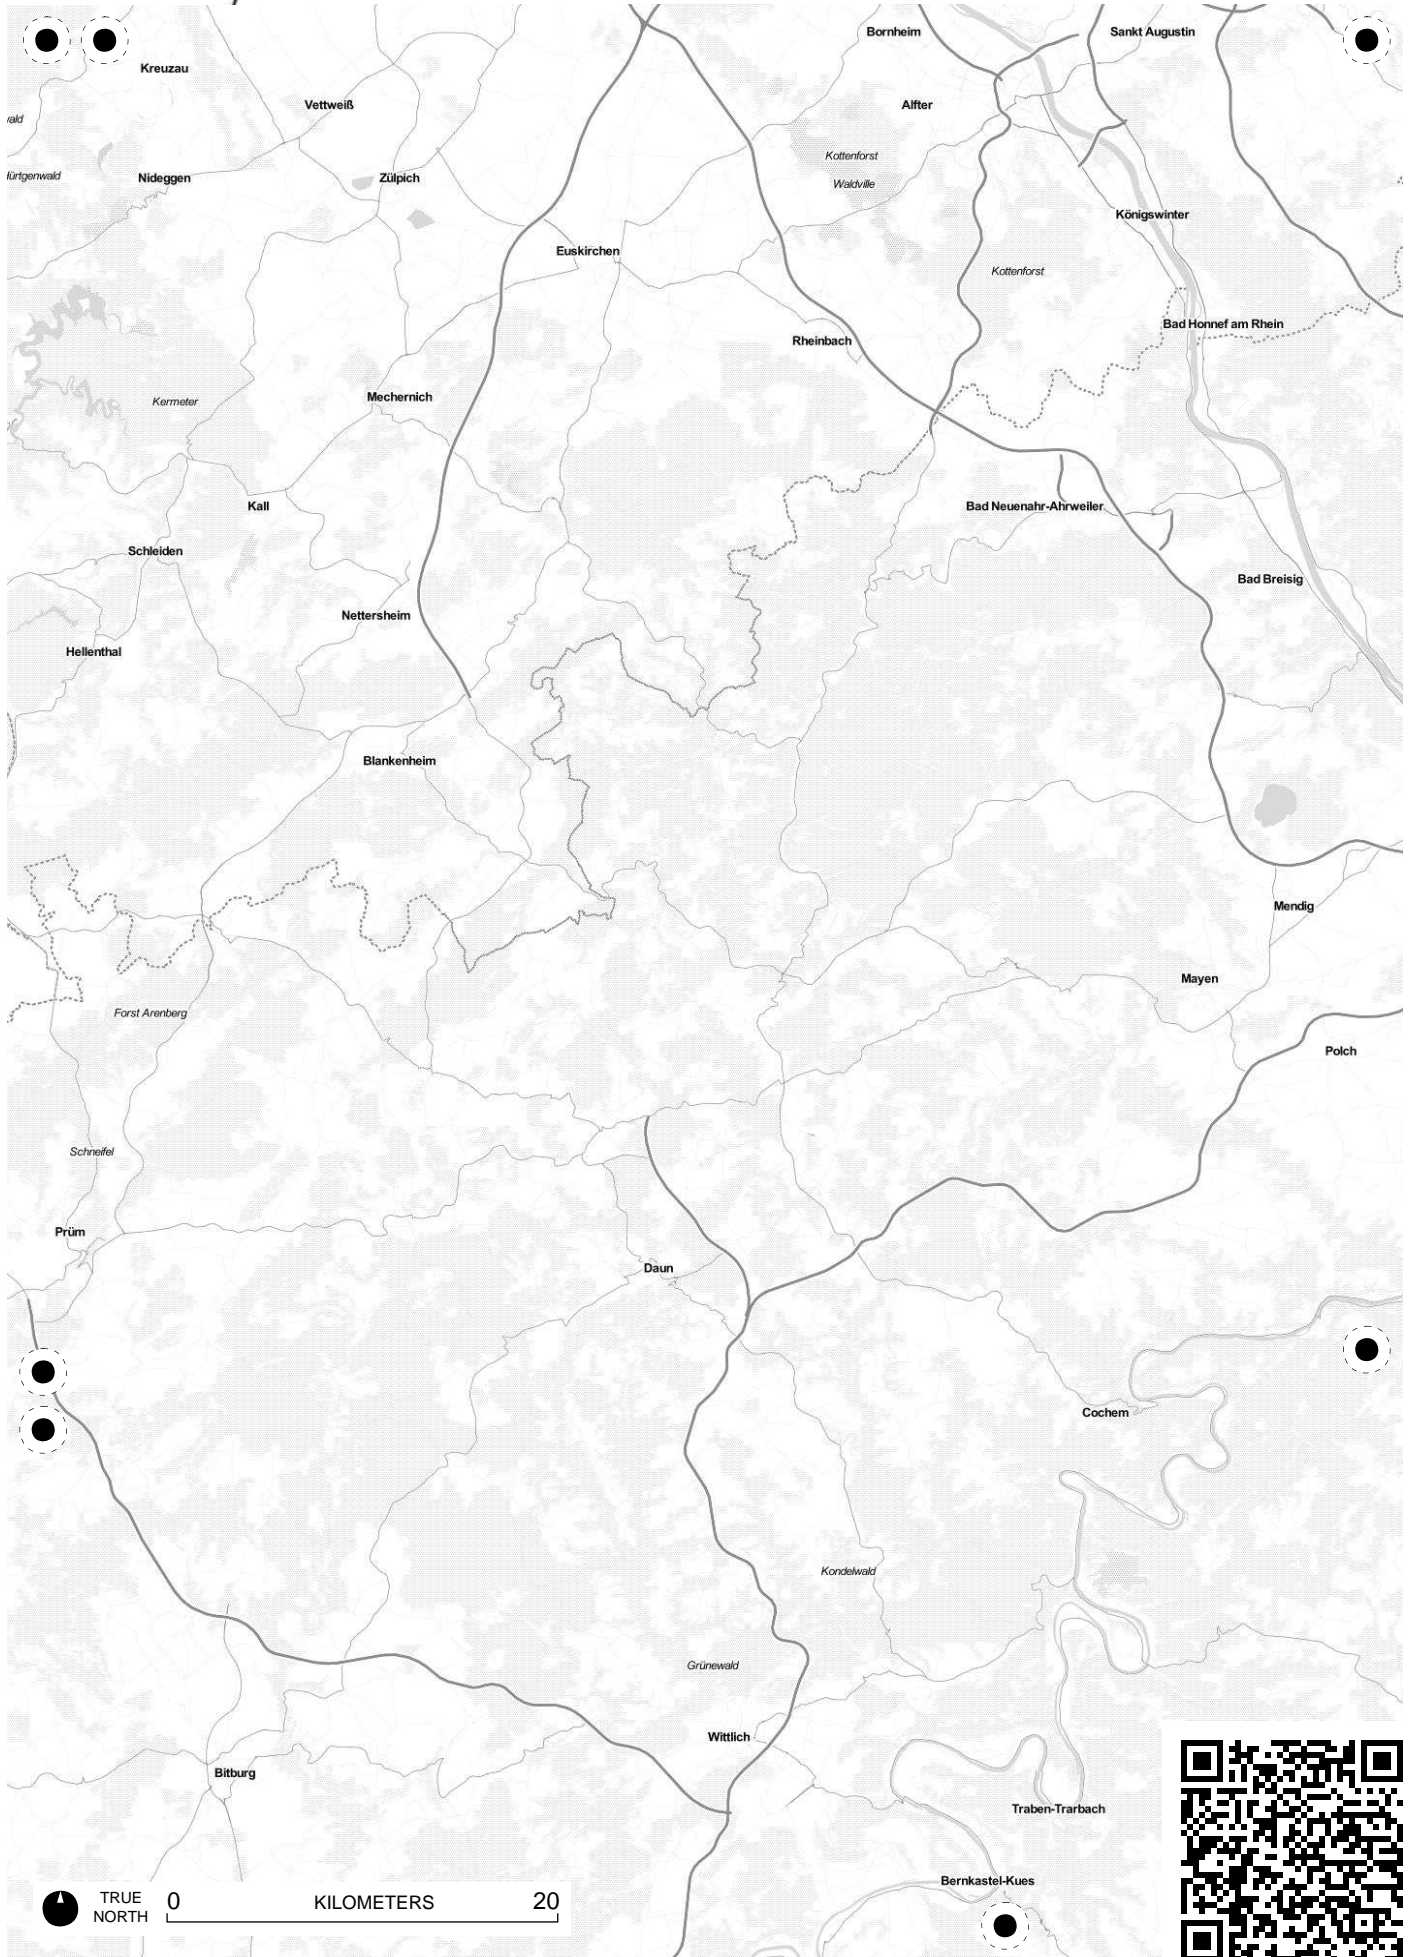 Bornheim
Sankt Augustin
Kreuzau
Vettweiß
Alfter
Kottenforst
Nideggen
Zülpich
Waldville
Königswinter
Euskirchen
Kottenforst
Bad Honnef am Rhein
Rheinbach
Mechernich
Kermeter
Kall
Bad Neuenahr-Ahrweiler
Schleiden
Bad Breisig
Nettersheim
Hellenthal
Blankenheim
Mendig
Mayen
Forst Arenberg
Polch
Schneifel
Prüm
Daun
Cochem
Kondelwald
Grünewald
Wittlich
Bitburg
Traben-Trarbach
Bernkastel-Kues
TRUE
NORTH
0 KILOMETERS 20